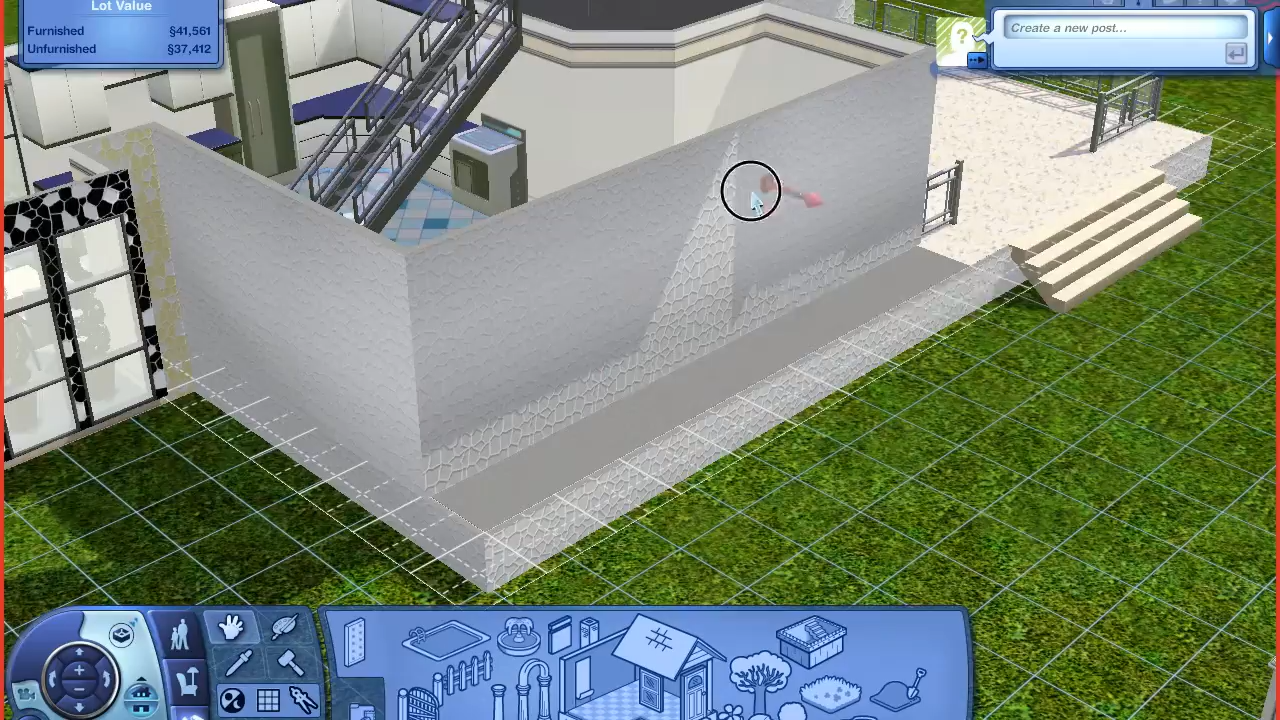 Lot Value
Furnished §41,561
Unfurnished §37,412
Create a new post...